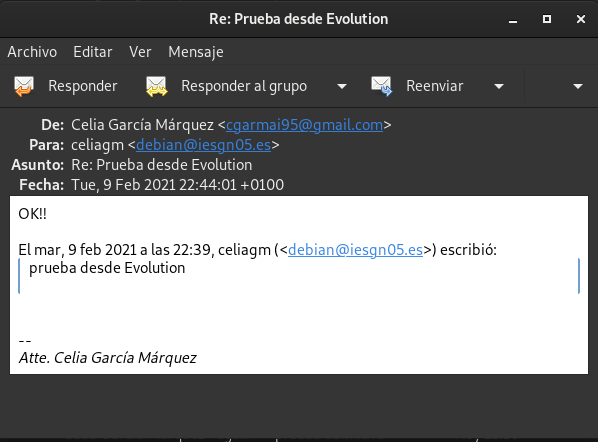 Re: Prueba desde Evolution
Archivo Editar Ver Mensaje
Responder Responder al grupo Reenviar
De: Celia García Márquez <cgarmai95@gmail.com>
Para: celiagm <debian@iesgn05.es>
Asunto: Re: Prueba desde Evolution
Fecha: Tue, 9 Feb 2021 22:44:01 +0100
OK!!
El mar, 9 feb 2021 a las 22:39, celiagm (<debian@iesgn05.es>) escribió:
prueba desde Evolution
--
Atte. Celia García Márquez